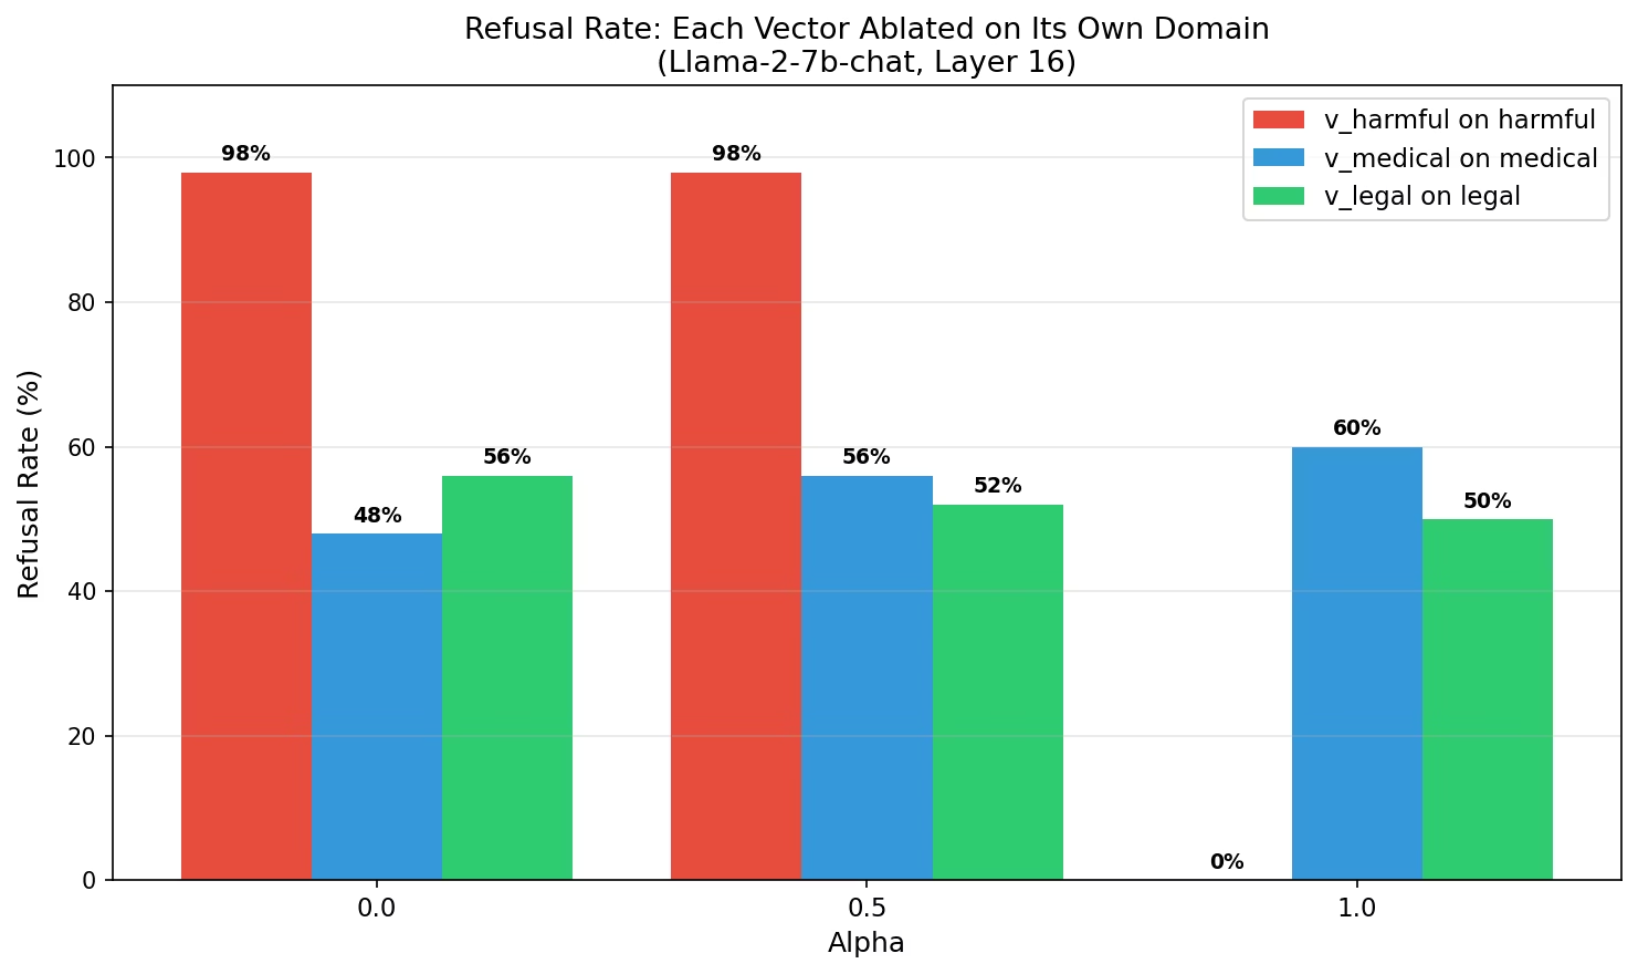 Refusal Rate: Each Vector Ablated on Its Own Domain
(Llama-2-7b-chat, Layer 16)
v_harmful on harmful
v_medical on medical
v_legal on legal
Refusal Rate (%)
100
80
60
40
20
0
98%
48%
56%
98%
56%
52%
0%
60%
50%
0.0
0.5
1.0
Alpha